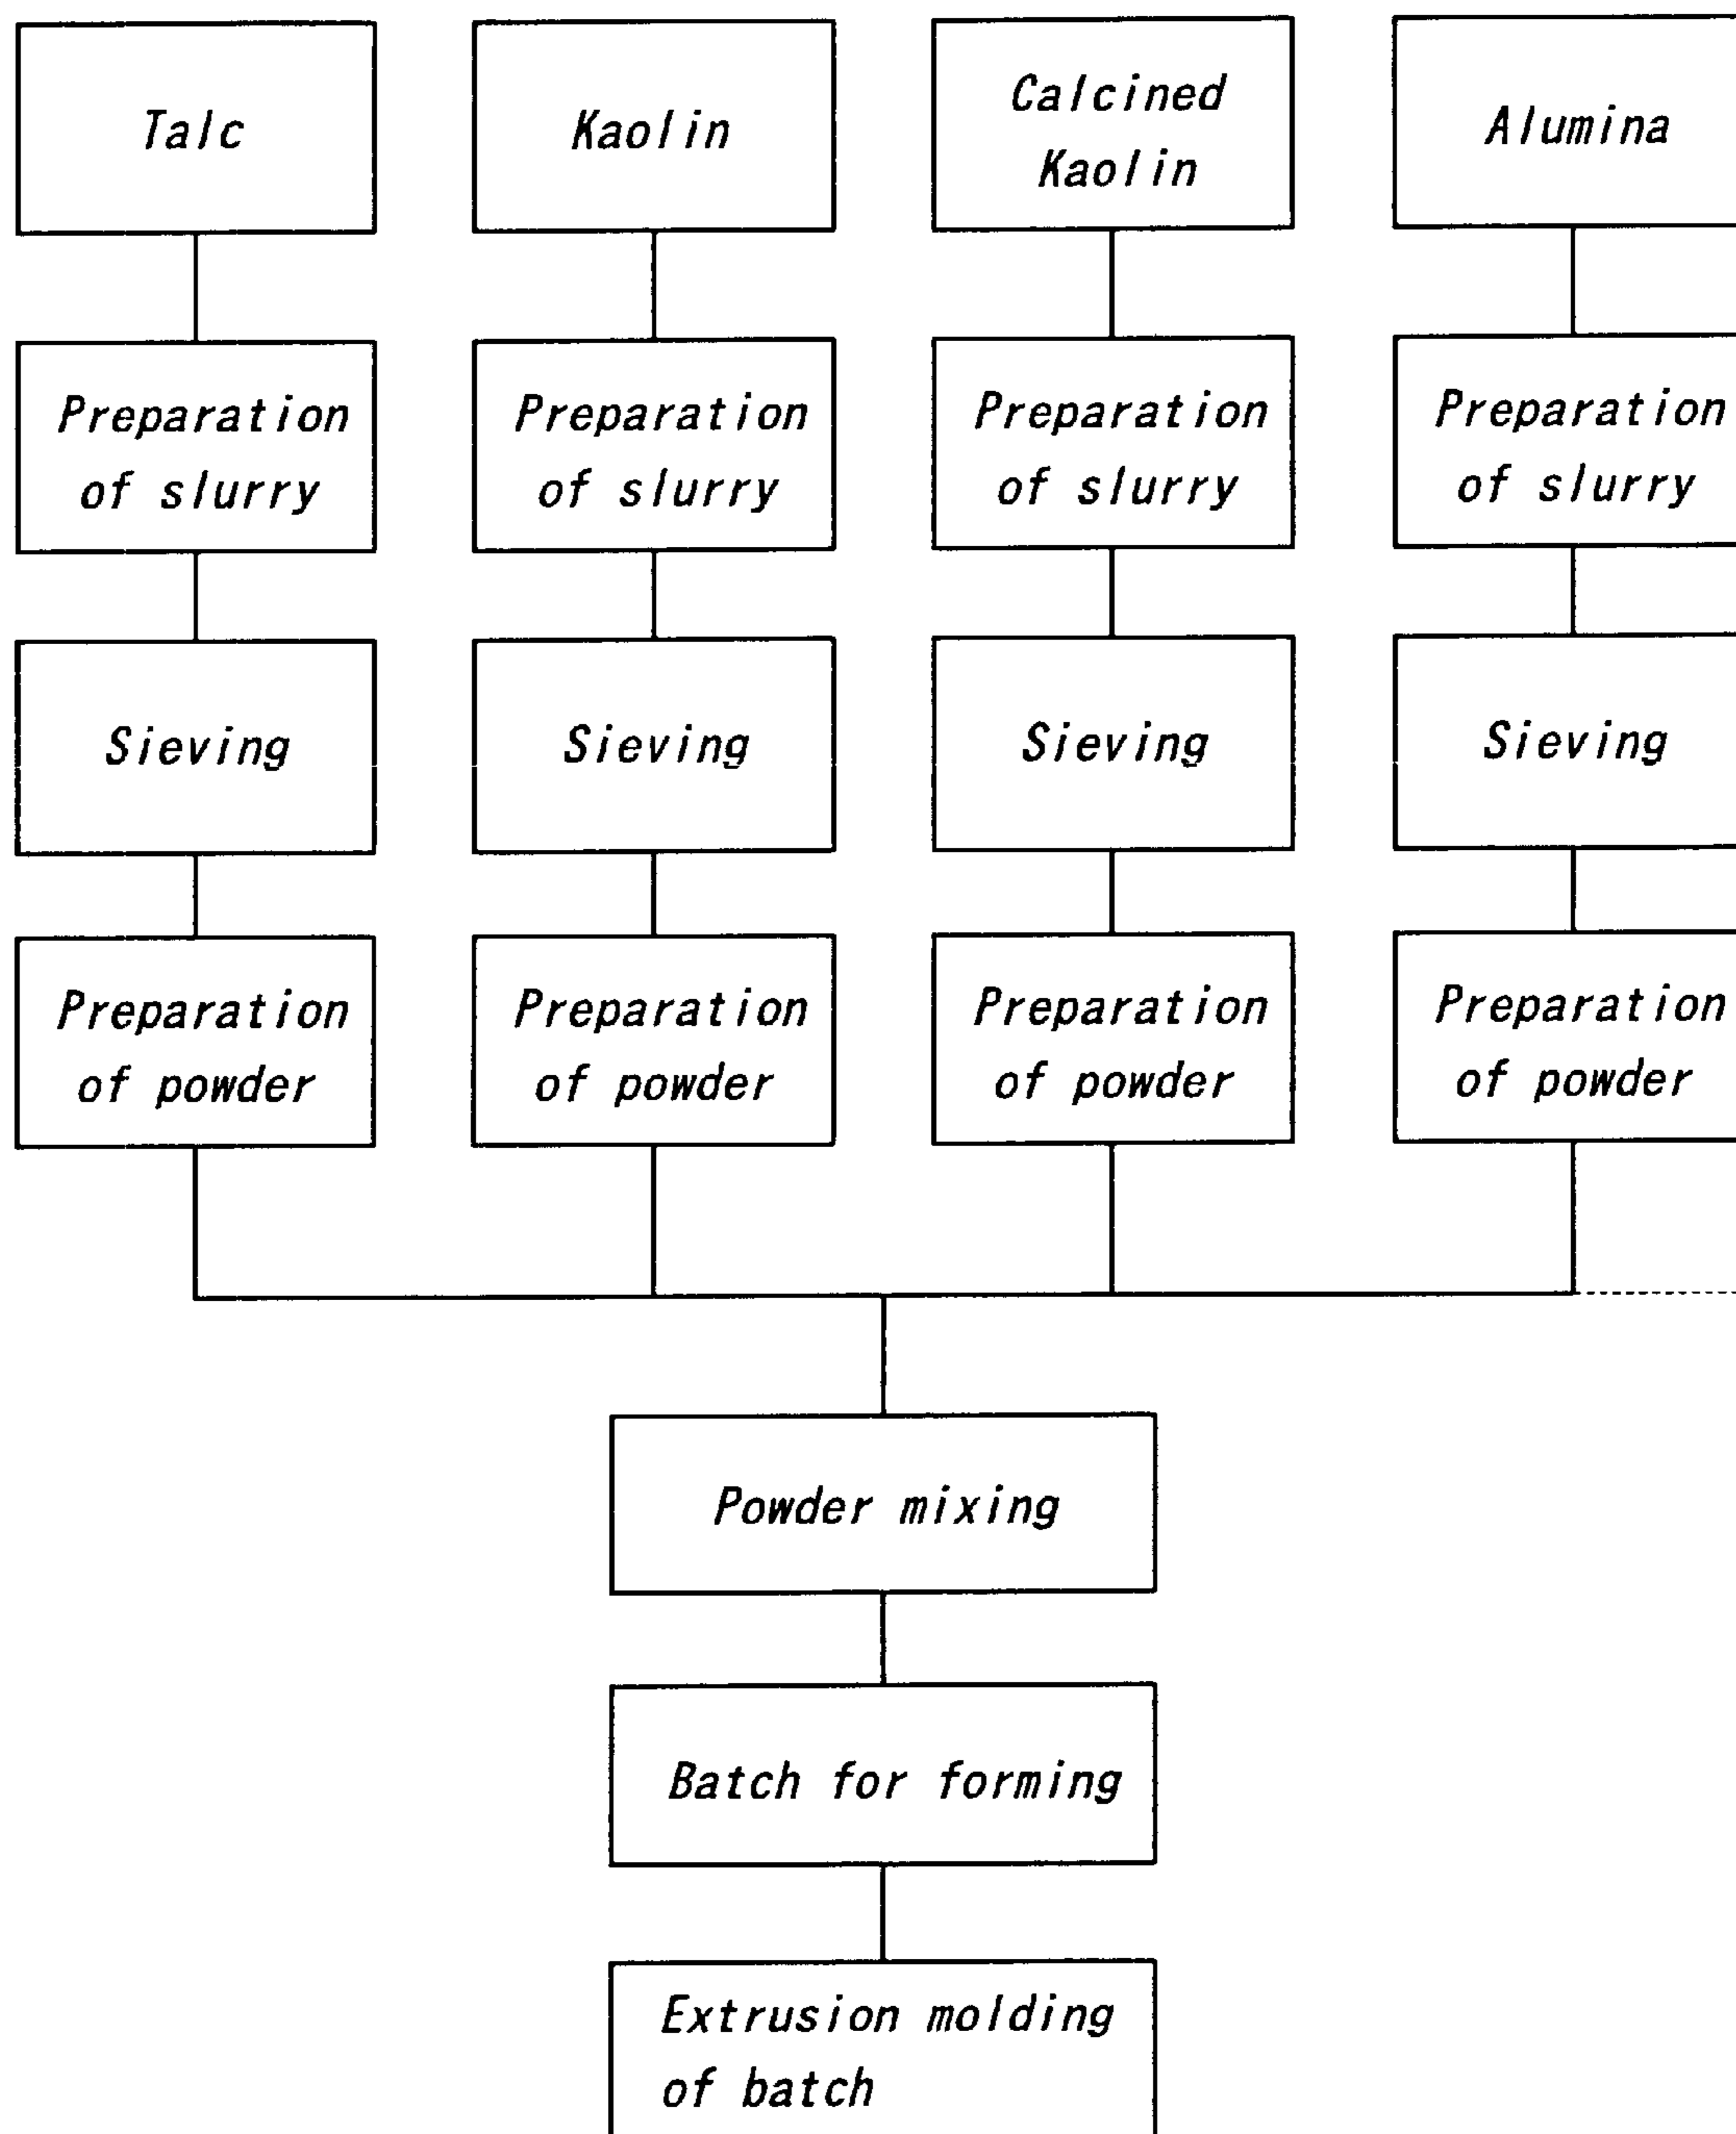 Talc
Kaolin
Calcined
Kaolin
Alumina
Preparation
of slurry
Preparation
of slurry
Preparation
of slurry
Preparation
of slurry
Sieving
Sieving
Sieving
Sieving
Preparation
of powder
Preparation
of powder
Preparation
of powder
Preparation
of powder
Powder mixing
Batch for forming
Extrusion molding
of batch